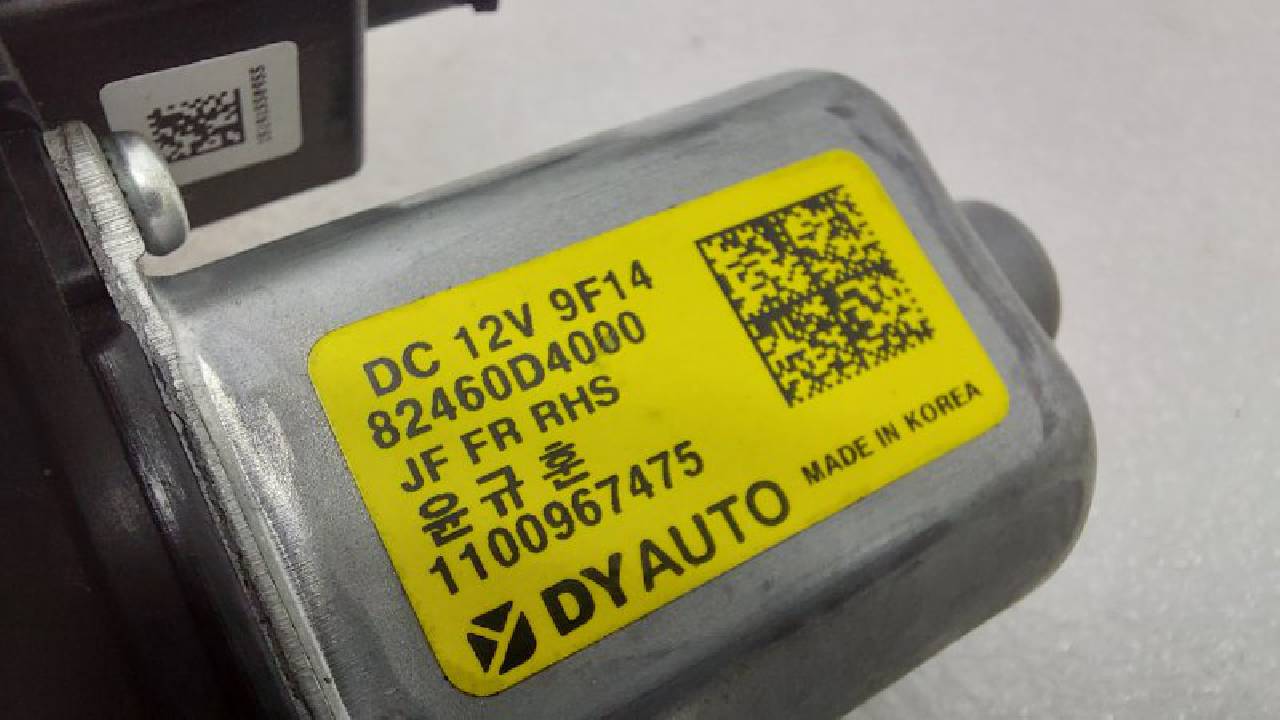 DC 12V 9F14
82460D4000
JF FR RHS
윤규훈
1100967475
DYAUTO
MADE IN KOREA